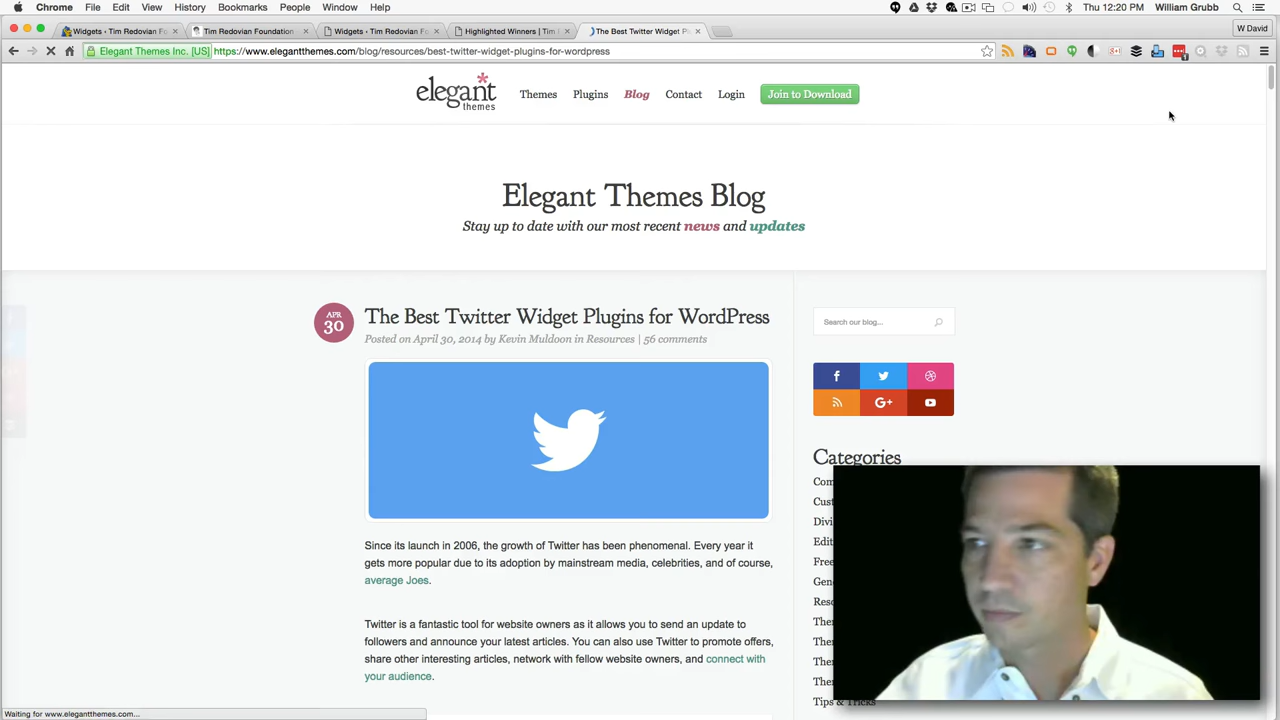 Chrome File Edit View History Bookmarks People Window Help Thu 12:20 PM William Grubb
Widgets ‹ Tim Redovian Fo Tim Redovian Foundation Widgets ‹ Tim Redovian Fo Highlighted Winners | Tim The Best Twitter Widget Pl W David
Elegant Themes Inc. [US] https://www.elegantthemes.com/blog/resources/best-twitter-widget-plugins-for-wordpress
elegant themes Themes Plugins Blog Contact Login Join to Download
Elegant Themes Blog
Stay up to date with our most recent news and updates
APR
30
The Best Twitter Widget Plugins for WordPress
Posted on April 30, 2014 by Kevin Muldoon in Resources | 56 comments
Since its launch in 2006, the growth of Twitter has been phenomenal. Every year it
gets more popular due to its adoption by mainstream media, celebrities, and of course,
average Joes.
Twitter is a fantastic tool for website owners as it allows you to send an update to
followers and announce your latest articles. You can also use Twitter to promote offers,
share other interesting articles, network with fellow website owners, and connect with
your audience.
Search our blog...
Categories
Com
Cust
Divi
Edit
Free
Gen
Reso
The
The
The
The
Tips & Tricks
Waiting for www.elegantthemes.com...